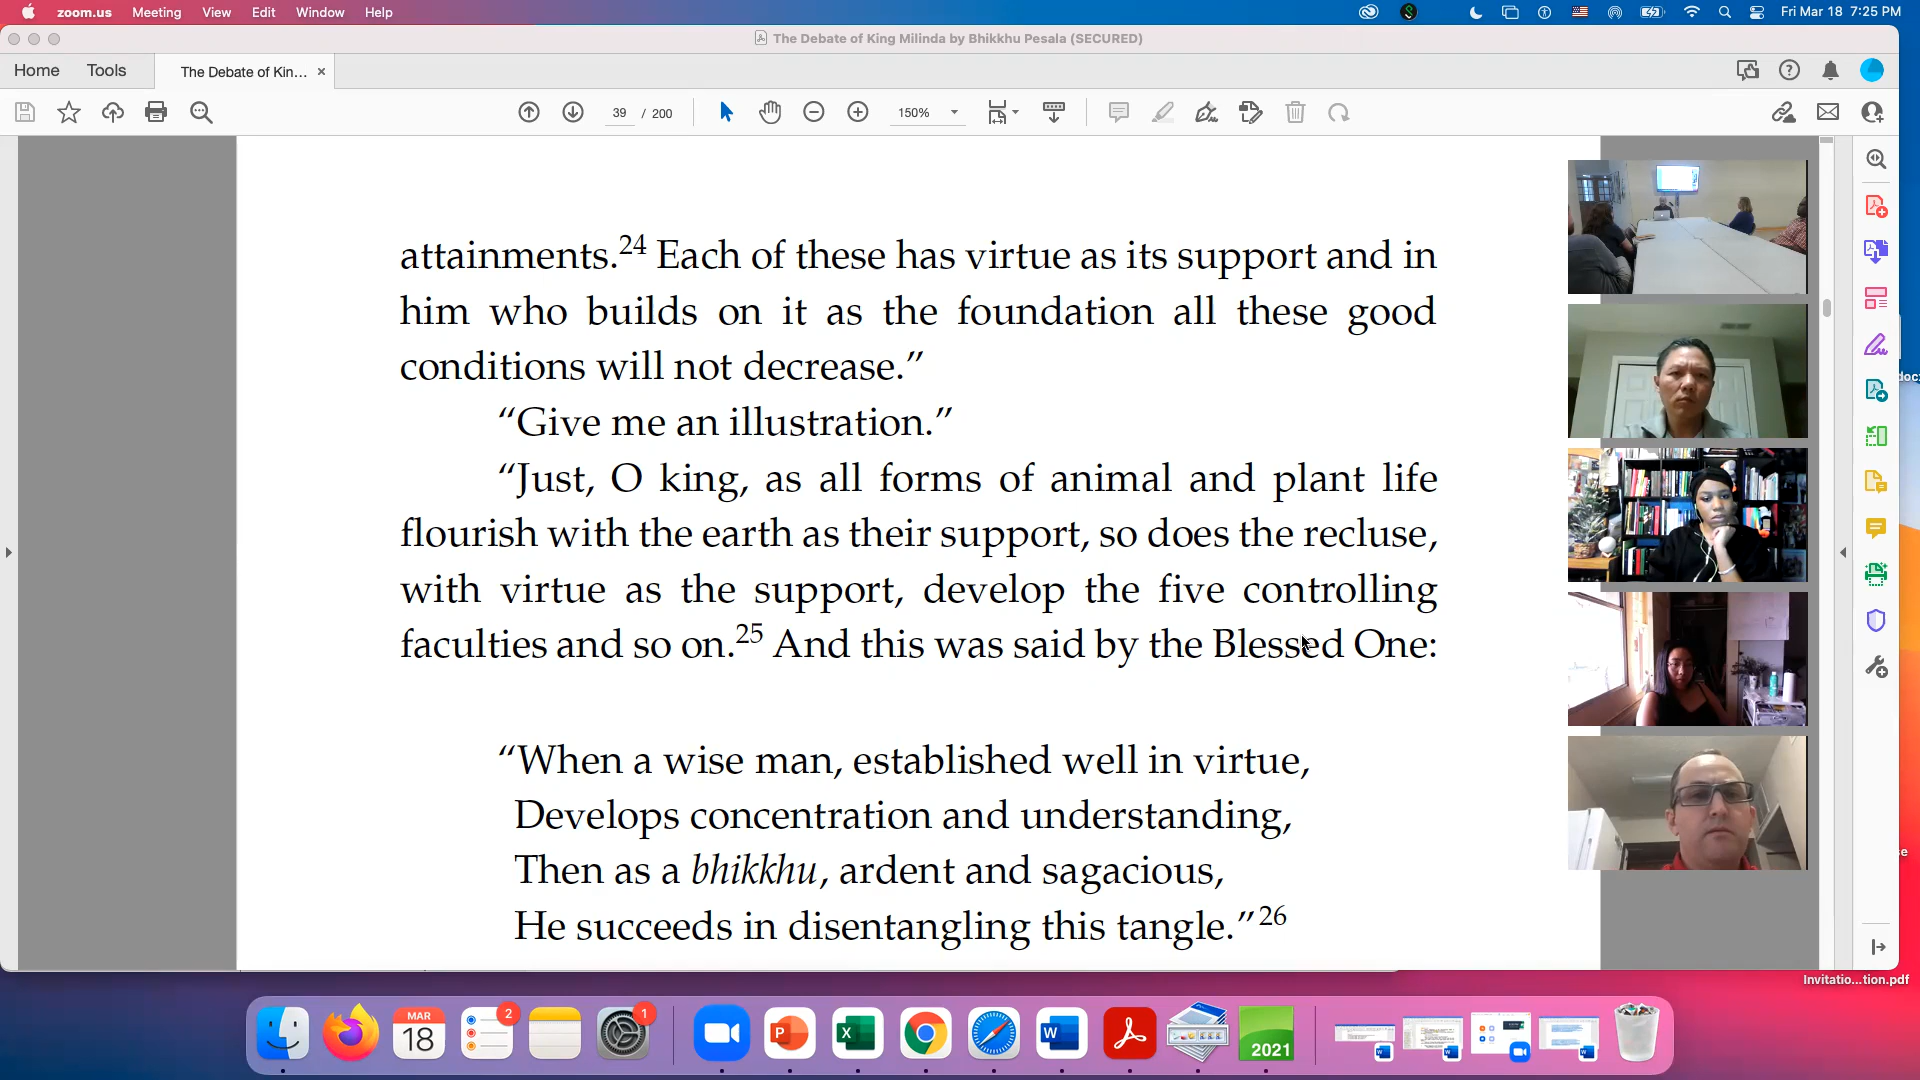 zoom.us Meeting View Edit Window Help Fri Mar 18 7:25 PM
The Debate of King Milinda by Bhikkhu Pesala (SECURED)
Home Tools The Debate of Kin... ×
39 / 200 150%
attainments.24 Each of these has virtue as its support and in
him who builds on it as the foundation all these good
conditions will not decrease.”
“Give me an illustration.”
“Just, O king, as all forms of animal and plant life
flourish with the earth as their support, so does the recluse,
with virtue as the support, develop the five controlling
faculties and so on.25 And this was said by the Blessed One:
“When a wise man, established well in virtue,
Develops concentration and understanding,
Then as a bhikkhu, ardent and sagacious,
He succeeds in disentangling this tangle.”26
Invitatio...tion.pdf
MAR
18
2
1
2021